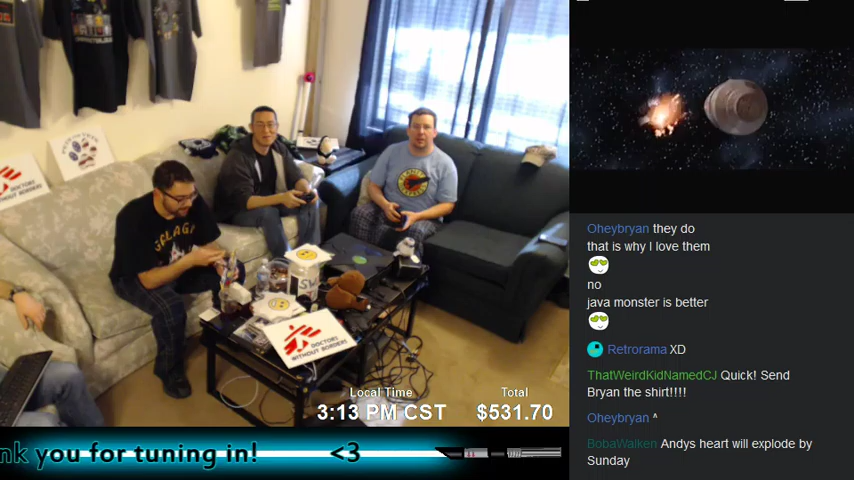 GALAGA
DOCTORS
WITHOUT BORDERS
Local Time
Total
3:13 PM CST
$531.70
nk you for tuning in!
<3
Oheybryan they do
that is why I love them
no
java monster is better
Retrorama XD
ThatWeirdKidNamedCJ Quick! Send
Bryan the shirt!!!!
Oheybryan ^
BobaWalken Andys heart will explode by
Sunday